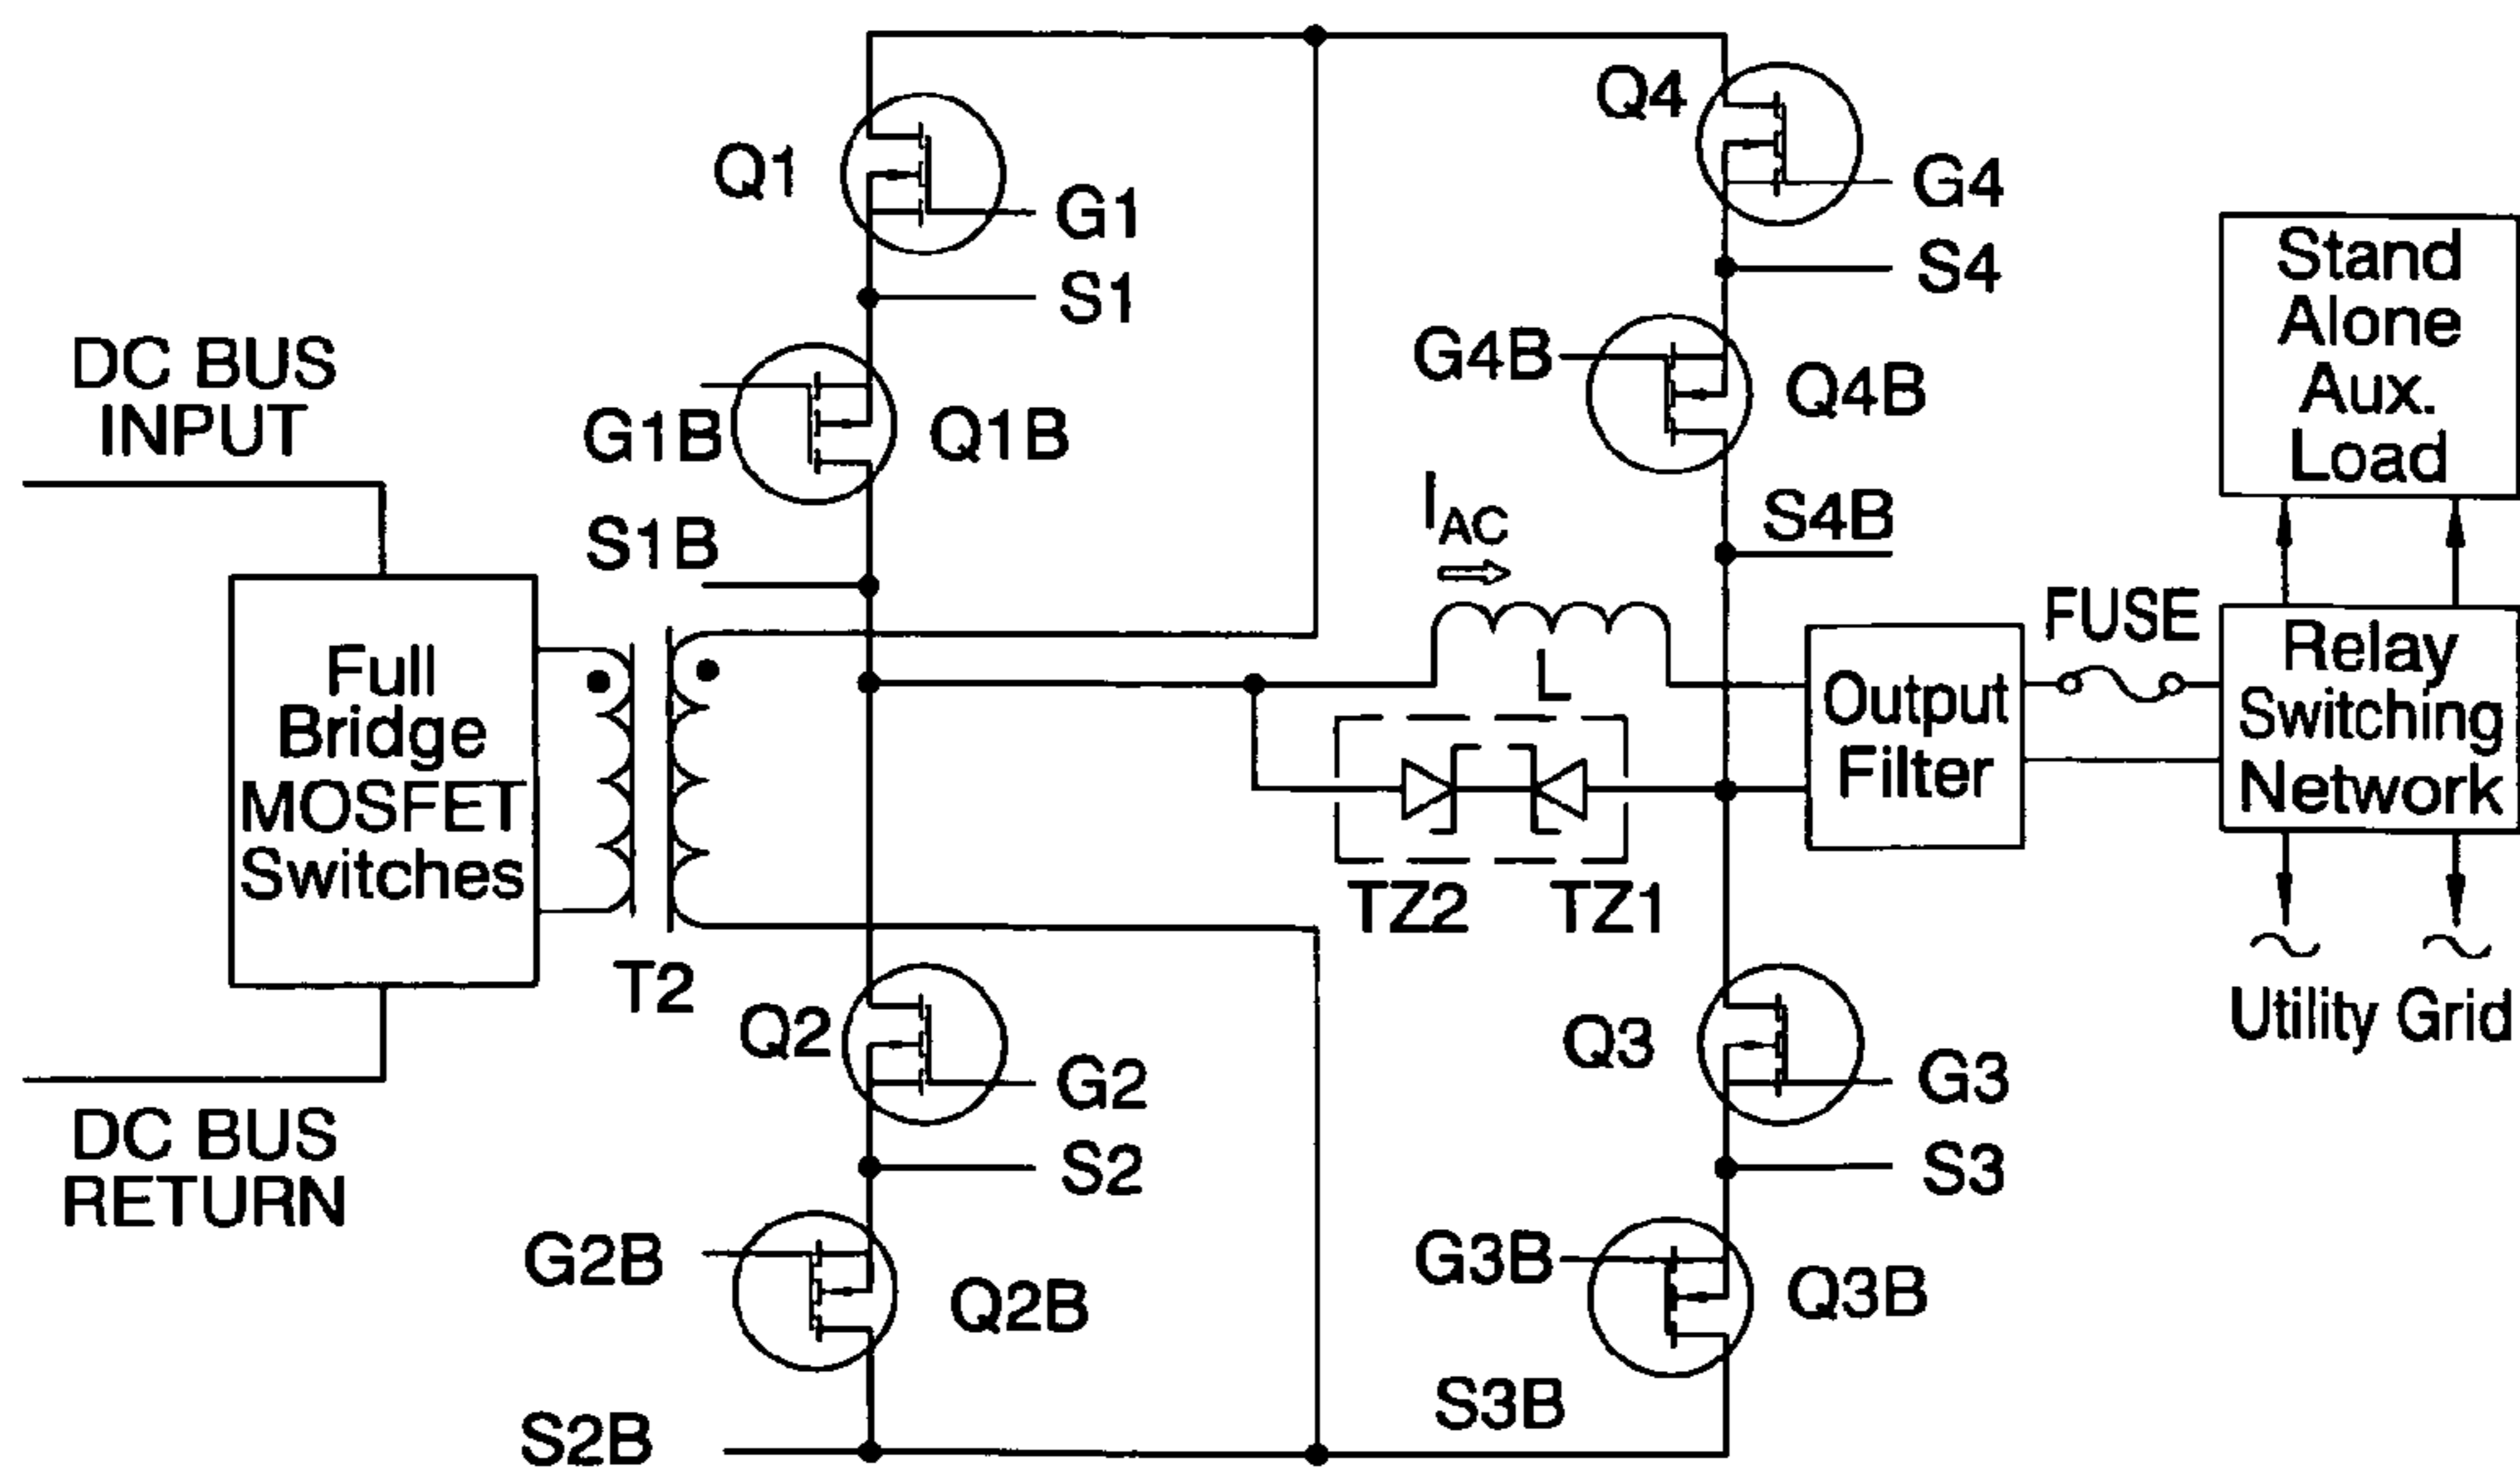 Q1
G1
S1
G1B
Q1B
S1B
Q4
G4
S4
G4B
Q4B
S4B
DC BUS
INPUT
Full
Bridge
MOSFET
Switches
DC BUS
RETURN
T2
I AC
L
TZ2
TZ1
Q2
G2
S2
G2B
Q2B
S2B
Q3
G3
S3
G3B
Q3B
S3B
Output
Filter
FUSE
Stand
Alone
Aux.
Load
Relay
Switching
Network
Utility Grid